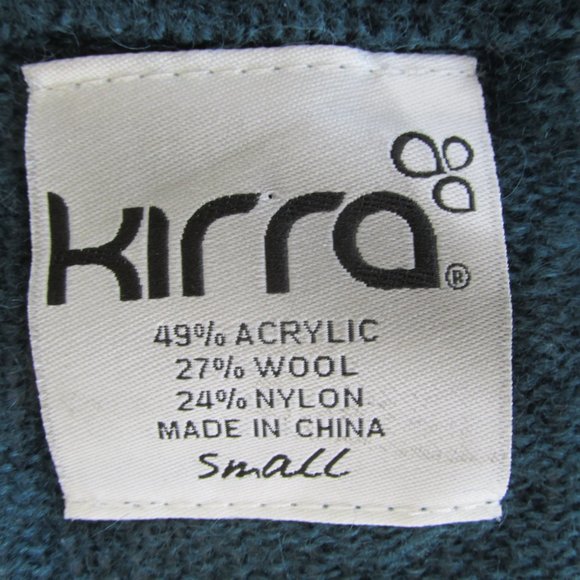 kirra®
49% ACRYLIC
27% WOOL
24% NYLON
MADE IN CHINA
small